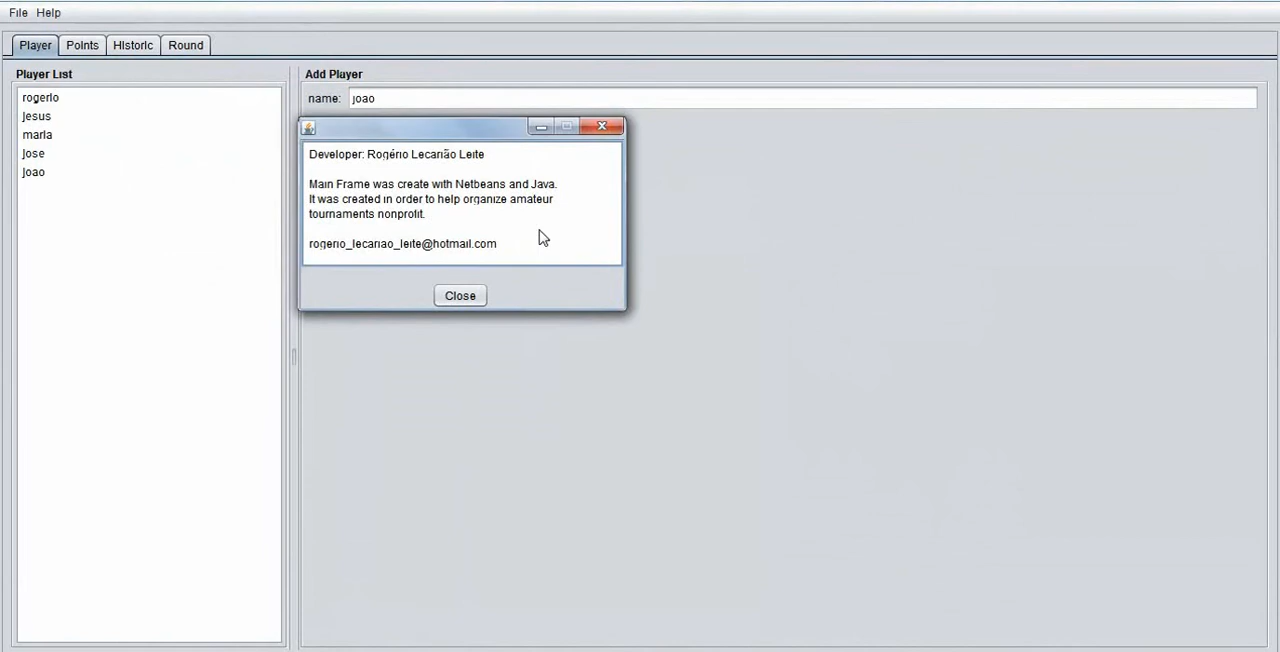 File Help
Player Points Historic Round
Player List
rogerio
jesus
maria
jose
joao
Add Player
name: joao
Developer: Rogério Lecarião Leite
Main Frame was create with Netbeans and Java.
It was created in order to help organize amateur
tournaments nonprofit.
rogerio_lecariao_leite@hotmail.com
Close